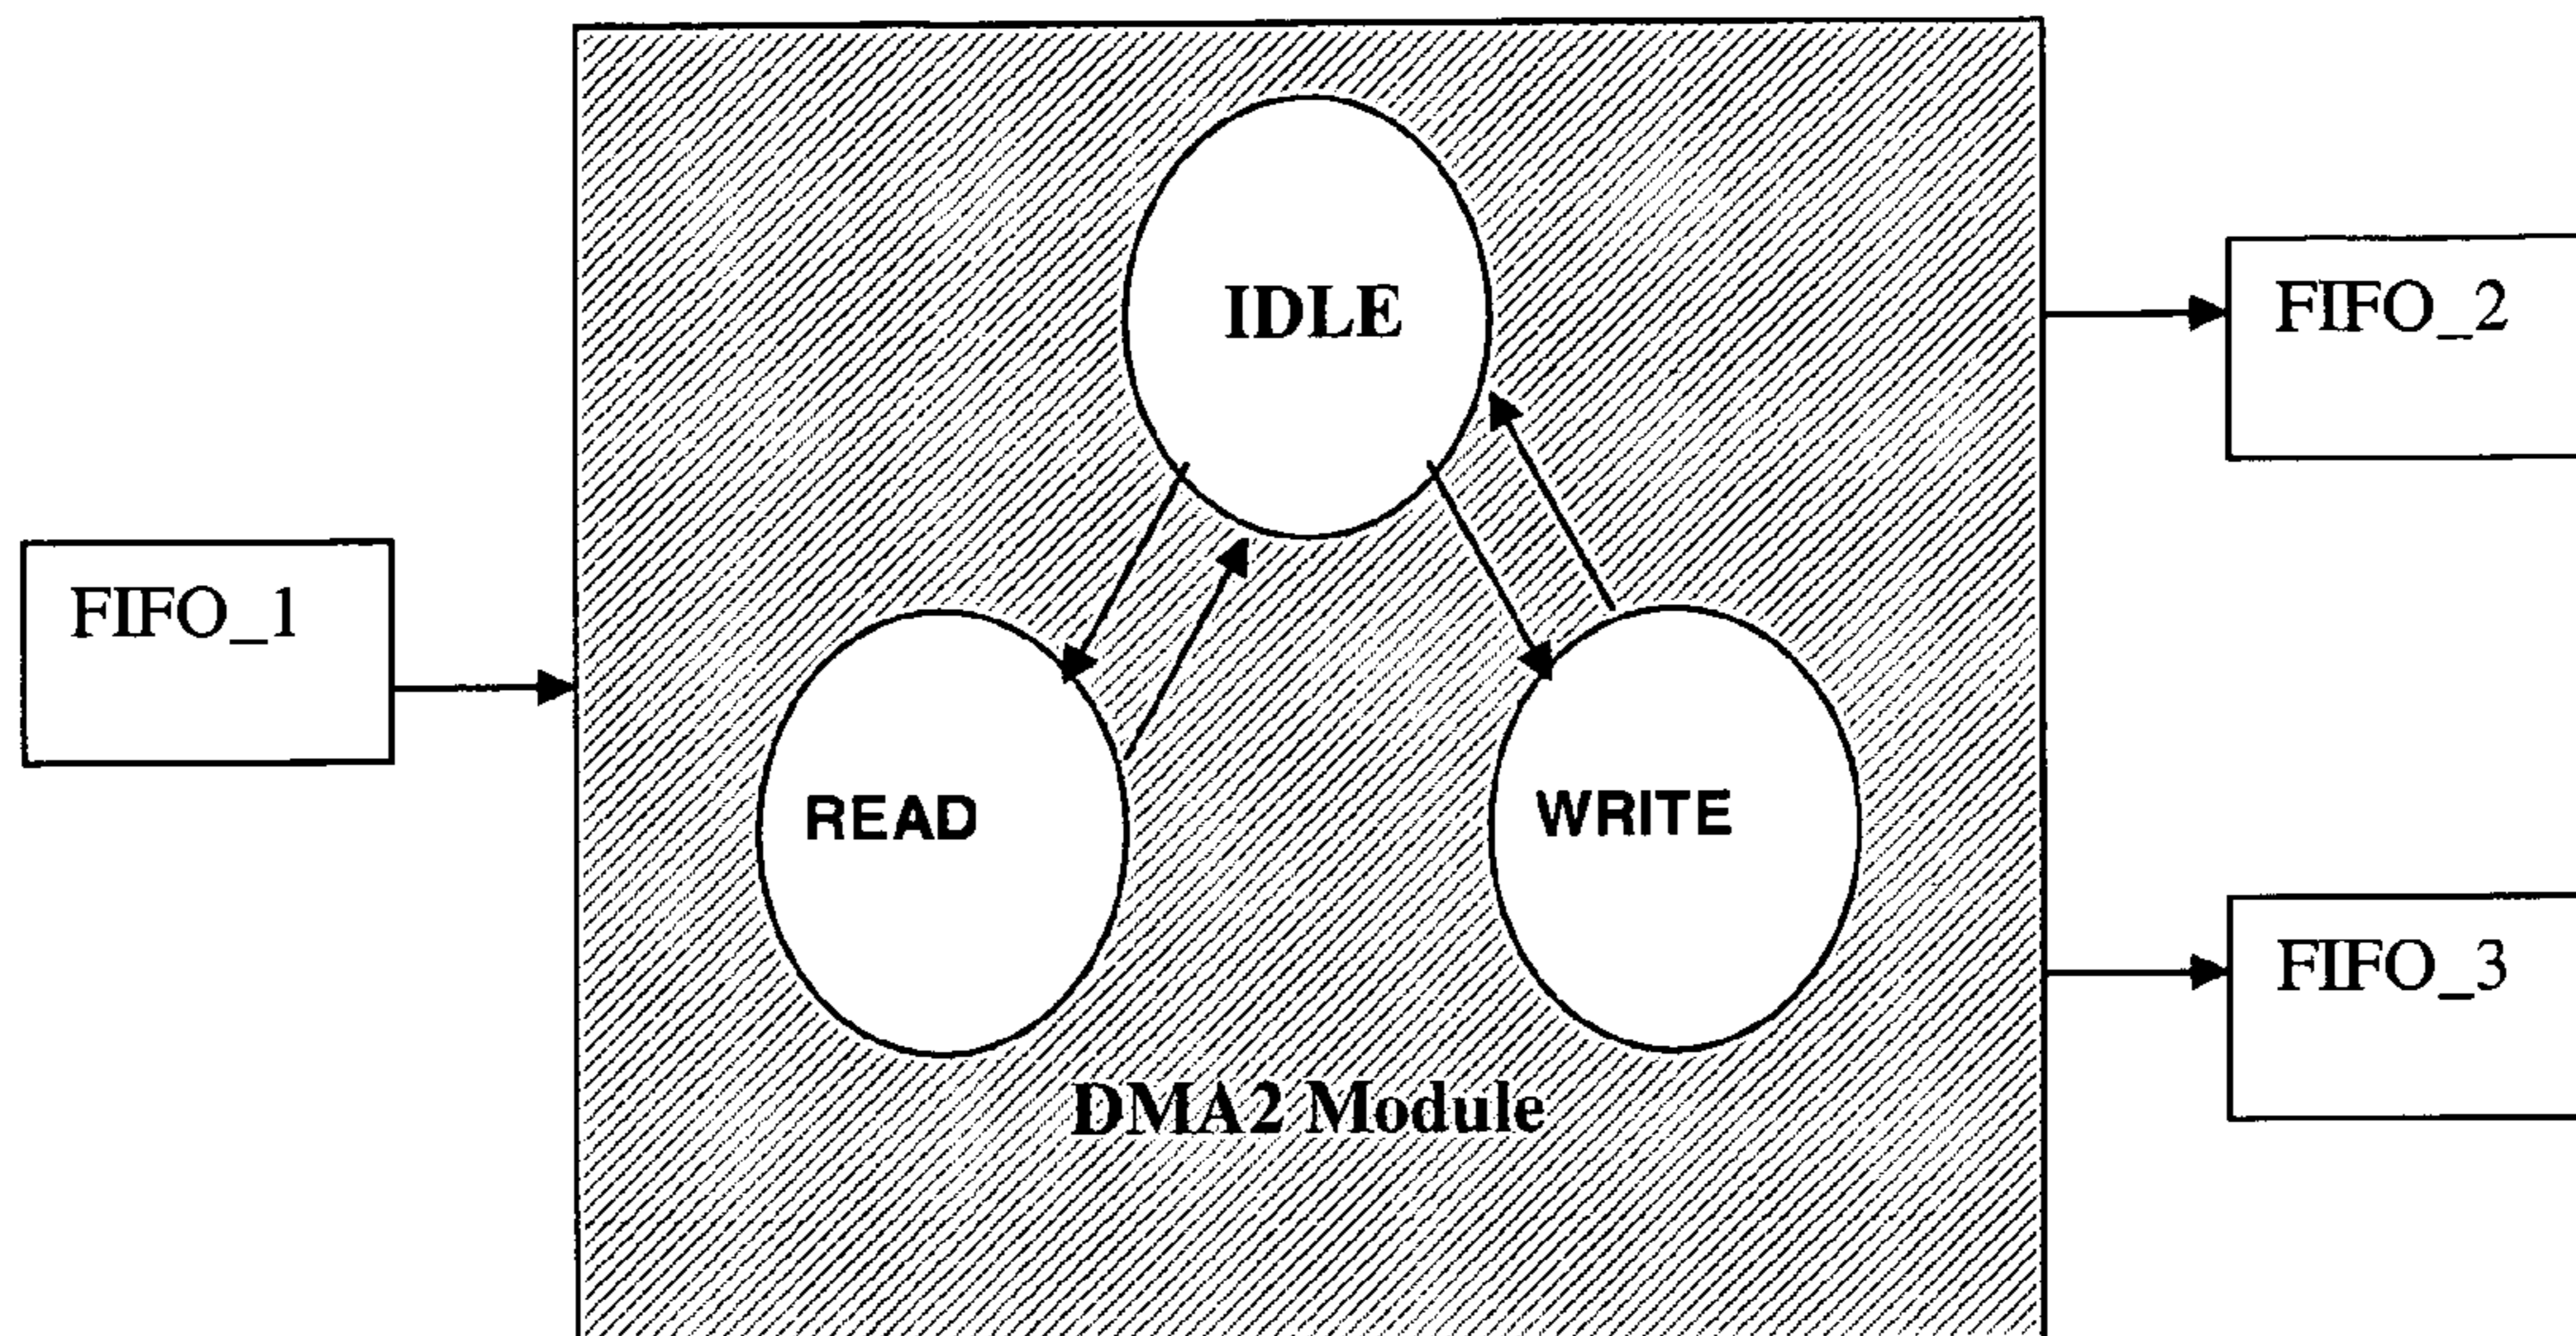 IDLE
FIFO_2
FIFO_1
READ
WRITE
FIFO_3
DMA2 Module